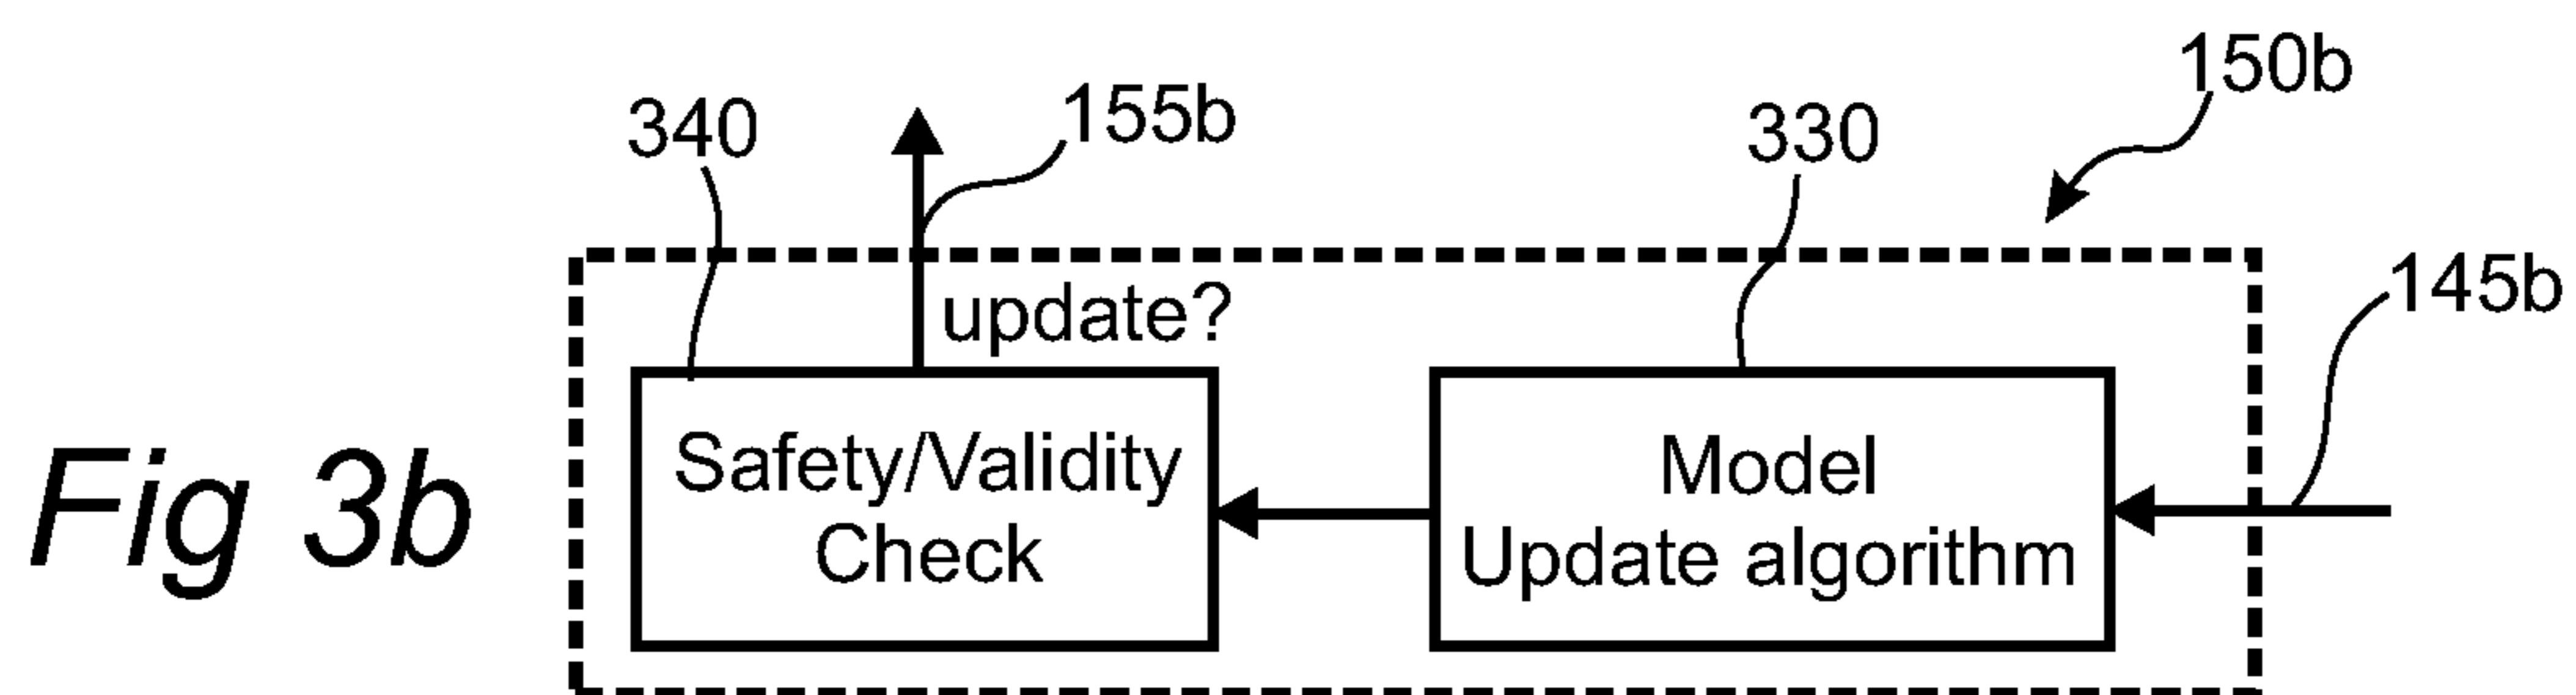 150b
155b
340
330
145b
update?
Safety/Validity
Check
Model
Update algorithm
Fig 3b